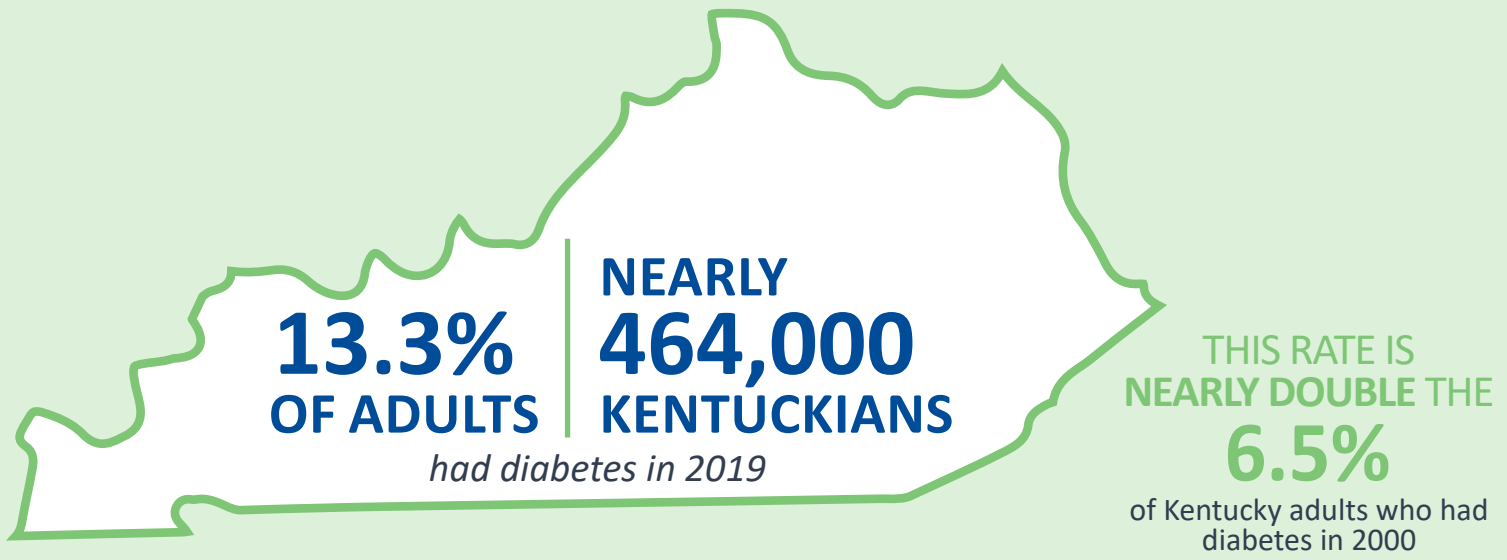 13.3%
OF ADULTS
NEARLY
464,000
KENTUCKIANS
had diabetes in 2019
THIS RATE IS
NEARLY DOUBLE THE
6.5%
of Kentucky adults who had
diabetes in 2000